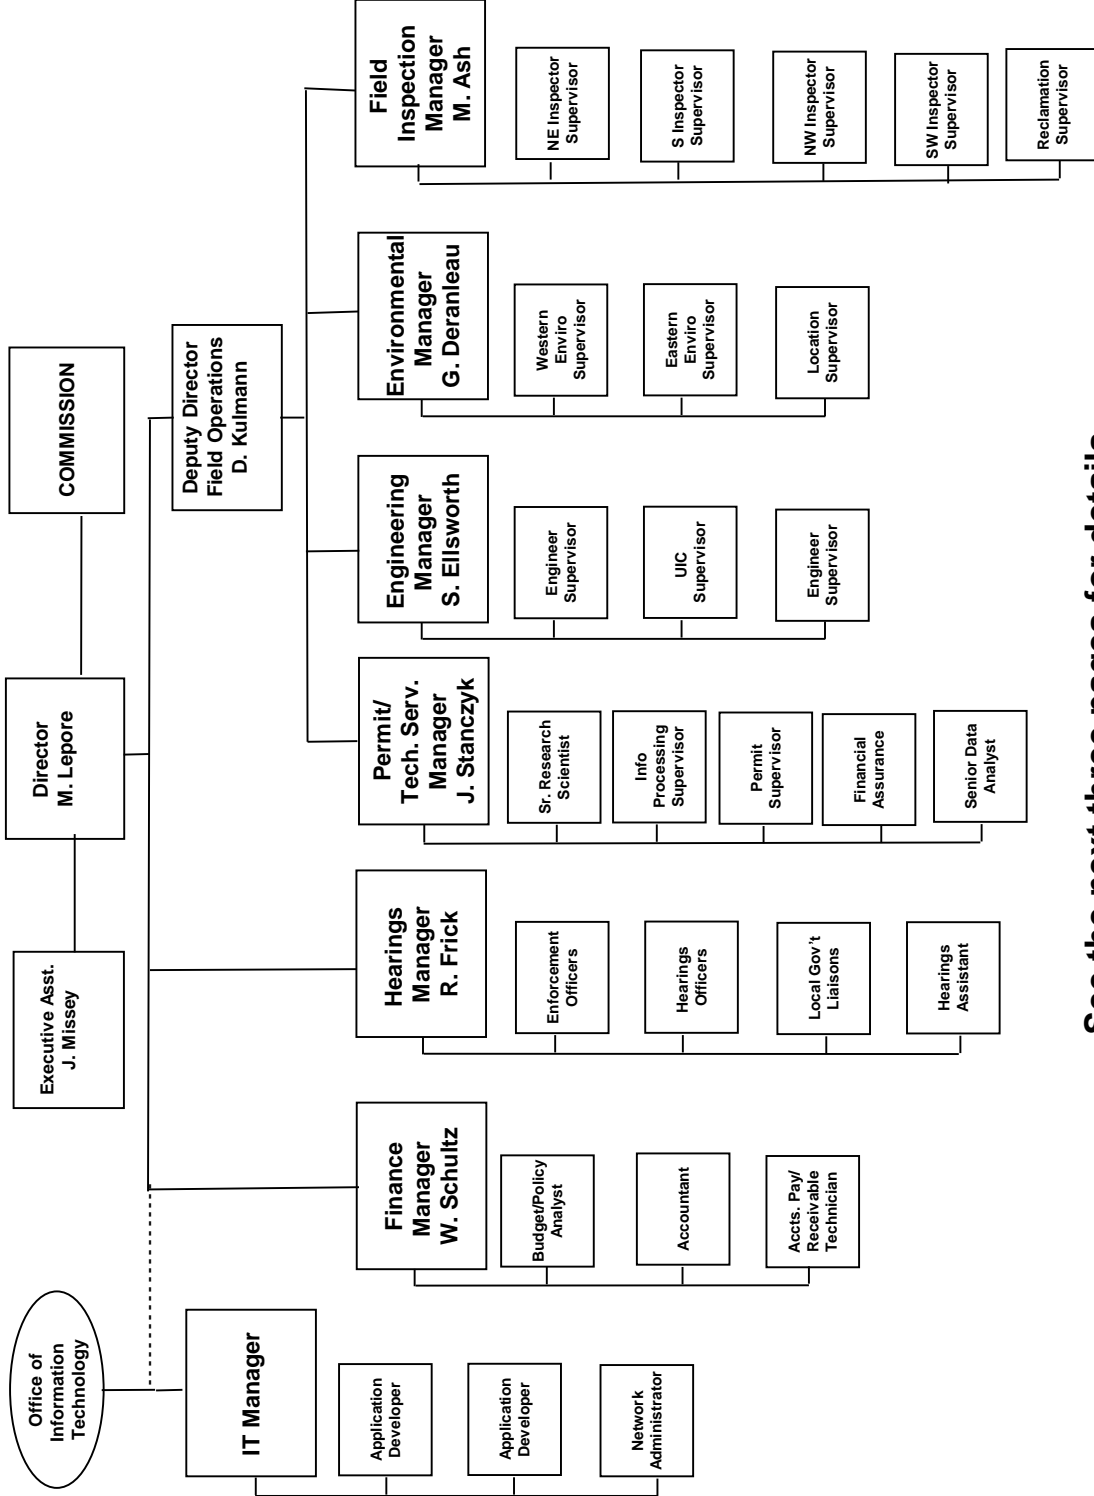 COMMISSION
Director
M. Lepore
Executive Asst.
J. Missey
Office of
Information
Technology
Deputy Director
Field Operations
D. Kulmann
IT Manager
Application
Developer
Application
Developer
Network
Administrator
Finance
Manager
W. Schultz
Budget/Policy
Analyst
Accountant
Accts. Pay/
Receivable
Technician
Hearings
Manager
R. Frick
Enforcement
Officers
Hearings
Officers
Local Gov't
Liaisons
Hearings
Assistant
Permit/
Tech. Serv.
Manager
J. Stanczyk
Sr. Research
Scientist
Info
Processing
Supervisor
Permit
Supervisor
Financial
Assurance
Senior Data
Analyst
Engineering
Manager
S. Ellsworth
Engineer
Supervisor
UIC
Supervisor
Engineer
Supervisor
Environmental
Manager
G. Deranleau
Western
Enviro
Supervisor
Eastern
Enviro
Supervisor
Location
Supervisor
Field
Inspection
Manager
M. Ash
NE Inspector
Supervisor
S Inspector
Supervisor
NW Inspector
Supervisor
SW Inspector
Supervisor
Reclamation
Supervisor
See the next three pages for details